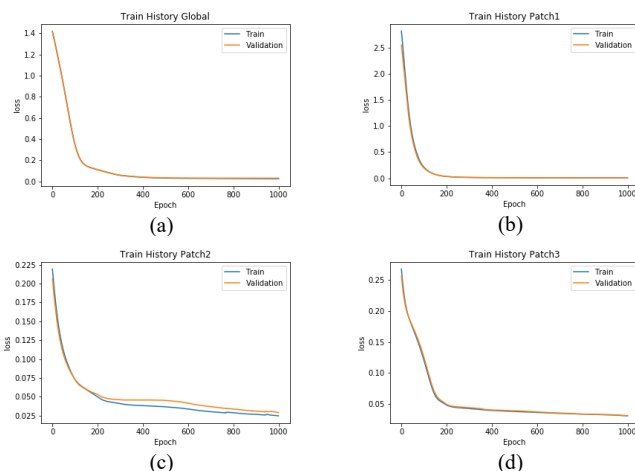 Train History Global
1.4
1.2
1.0
0.8
0.6
0.4
0.2
0.0
loss
Train
Validation
0 200 400 600 800 1000
Epoch
(a)
Train History Patch1
2.5
2.0
1.5
1.0
0.5
0.0
loss
Train
Validation
0 200 400 600 800 1000
Epoch
(b)
Train History Patch2
0.225
0.200
0.175
0.150
0.125
0.100
0.075
0.050
0.025
loss
Train
Validation
0 200 400 600 800 1000
Epoch
(c)
Train History Patch3
0.25
0.20
0.15
0.10
0.05
loss
Train
Validation
0 200 400 600 800 1000
Epoch
(d)